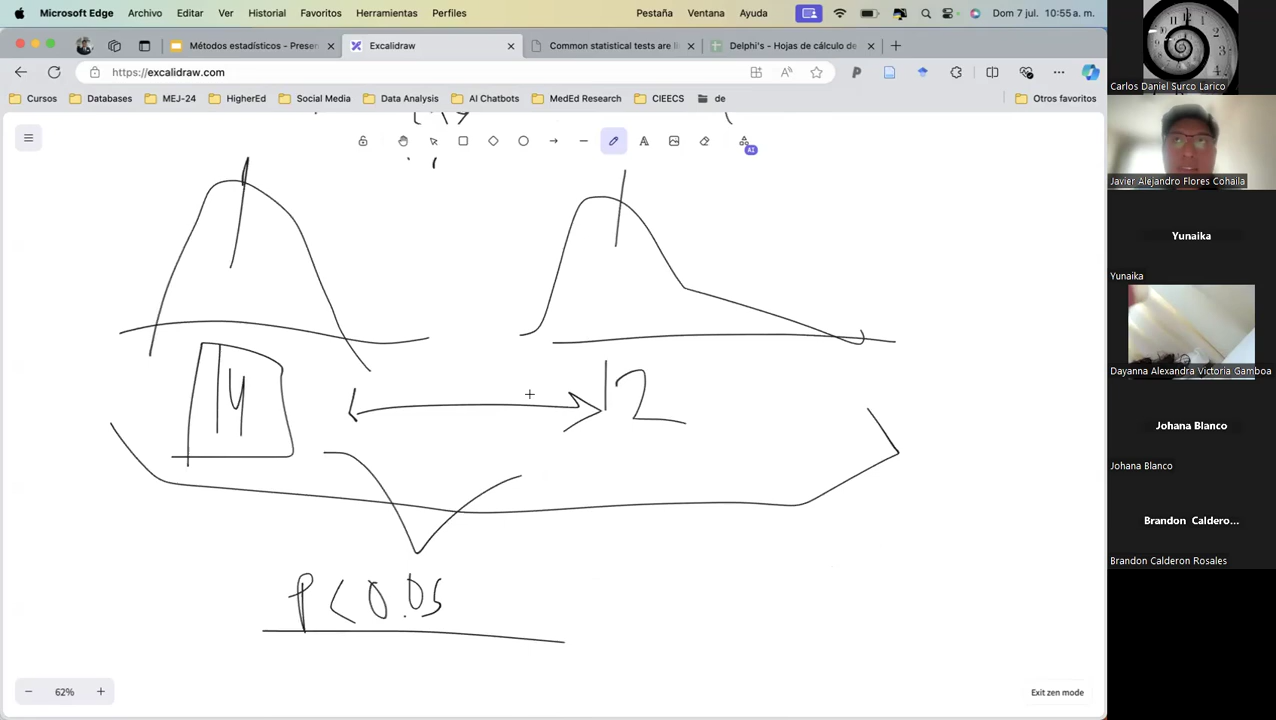 Microsoft Edge Archivo Editar Ver Historial Favoritos Herramientas Perfiles Pestaña Ventana Ayuda Dom 7 jul. 10:55 a. m.
Métodos estadísticos - Presen
Excalidraw
Common statistical tests are li
Delphi's - Hojas de cálculo de
https://excalidraw.com
Cursos Databases MEJ-24 HigherEd Social Media Data Analysis AI Chatbots MedEd Research CIEECS de Otros favoritos
AI
14
12
P < 0.05
62%
Exit zen mode
Carlos Daniel Surco Larico
Javier Alejandro Flores Cohaila
Yunaika
Yunaika
Dayanna Alexandra Victoria Gamboa
Johana Blanco
Johana Blanco
Brandon Caldero...
Brandon Calderon Rosales